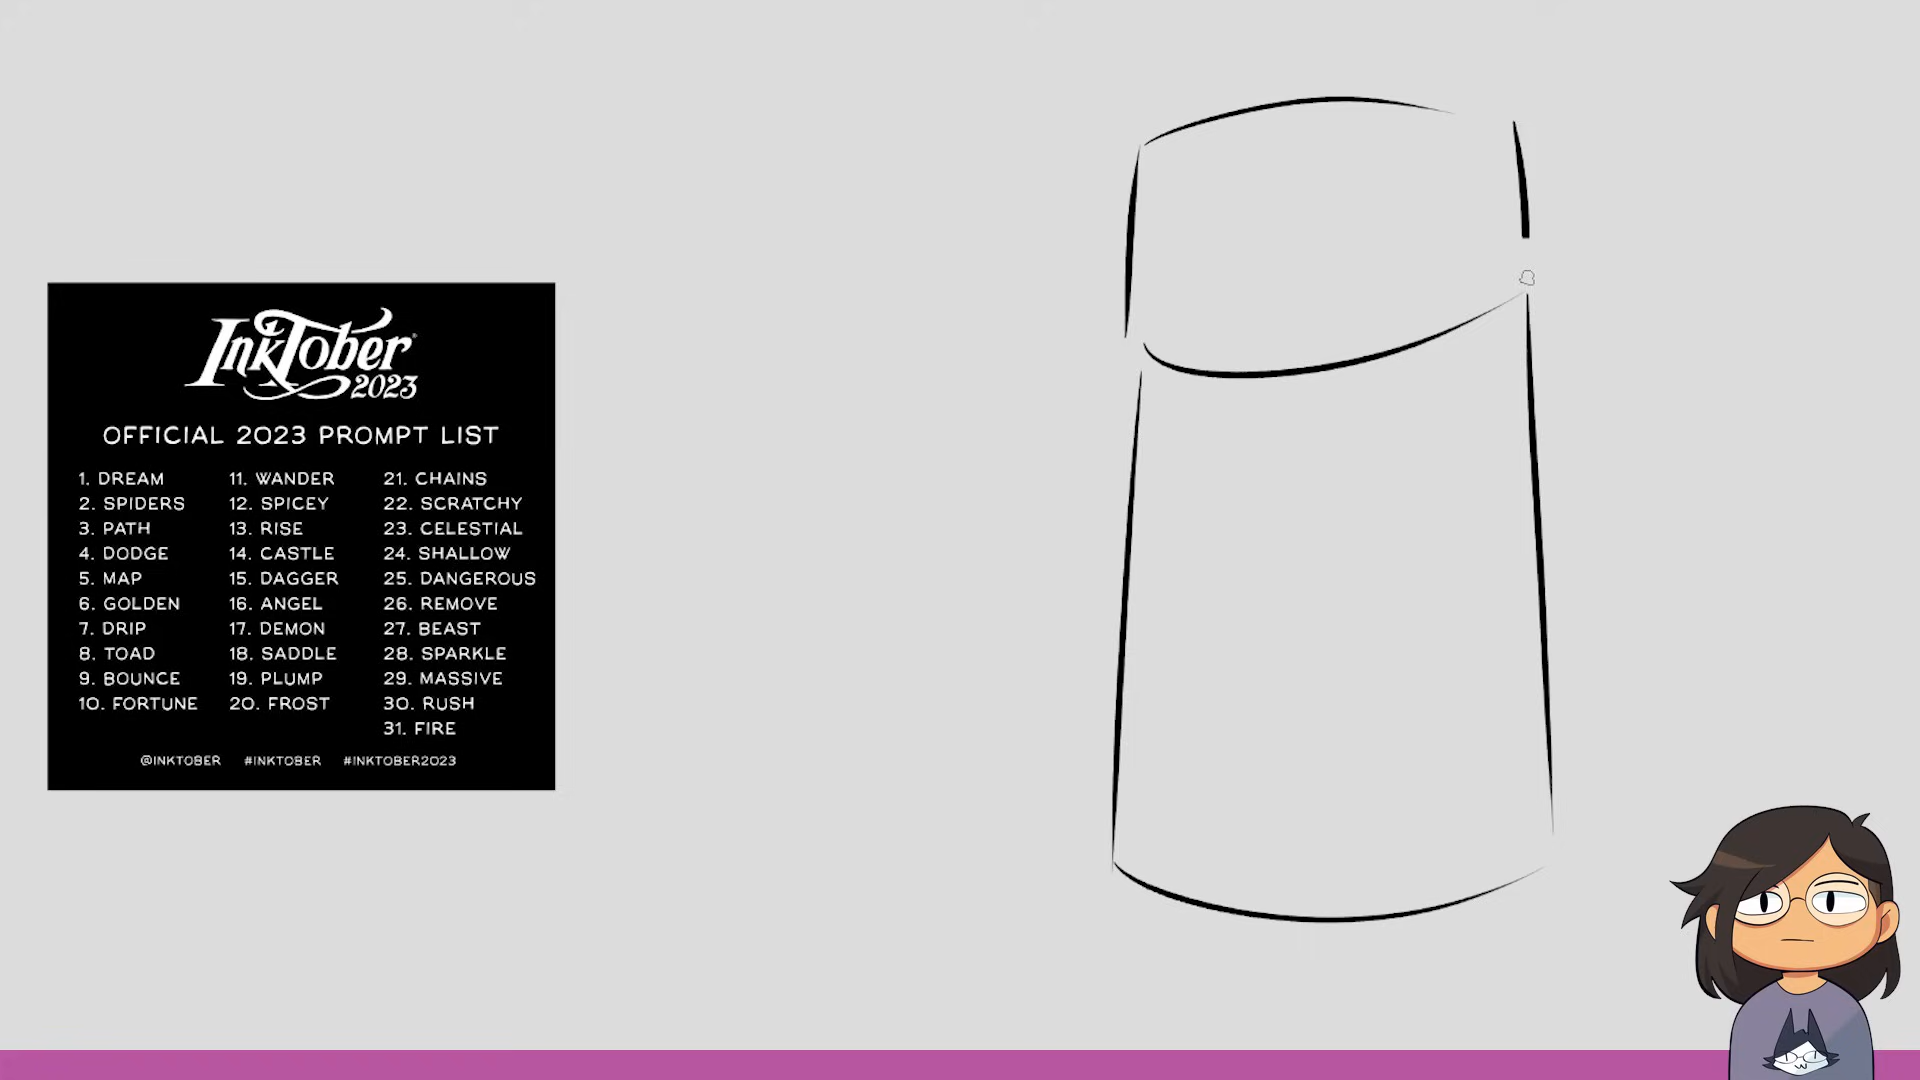 INKTOBER
2023
OFFICIAL 2023 PROMPT LIST
1. DREAM
2. SPIDERS
3. PATH
4. DODGE
5. MAP
6. GOLDEN
7. DRIP
8. TOAD
9. BOUNCE
10. FORTUNE
11. WANDER
12. SPICEY
13. RISE
14. CASTLE
15. DAGGER
16. ANGEL
17. DEMON
18. SADDLE
19. PLUMP
20. FROST
21. CHAINS
22. SCRATCHY
23. CELESTIAL
24. SHALLOW
25. DANGEROUS
26. REMOVE
27. BEAST
28. SPARKLE
29. MASSIVE
30. RUSH
31. FIRE
@INKTOBER #INKTOBER #INKTOBER2023